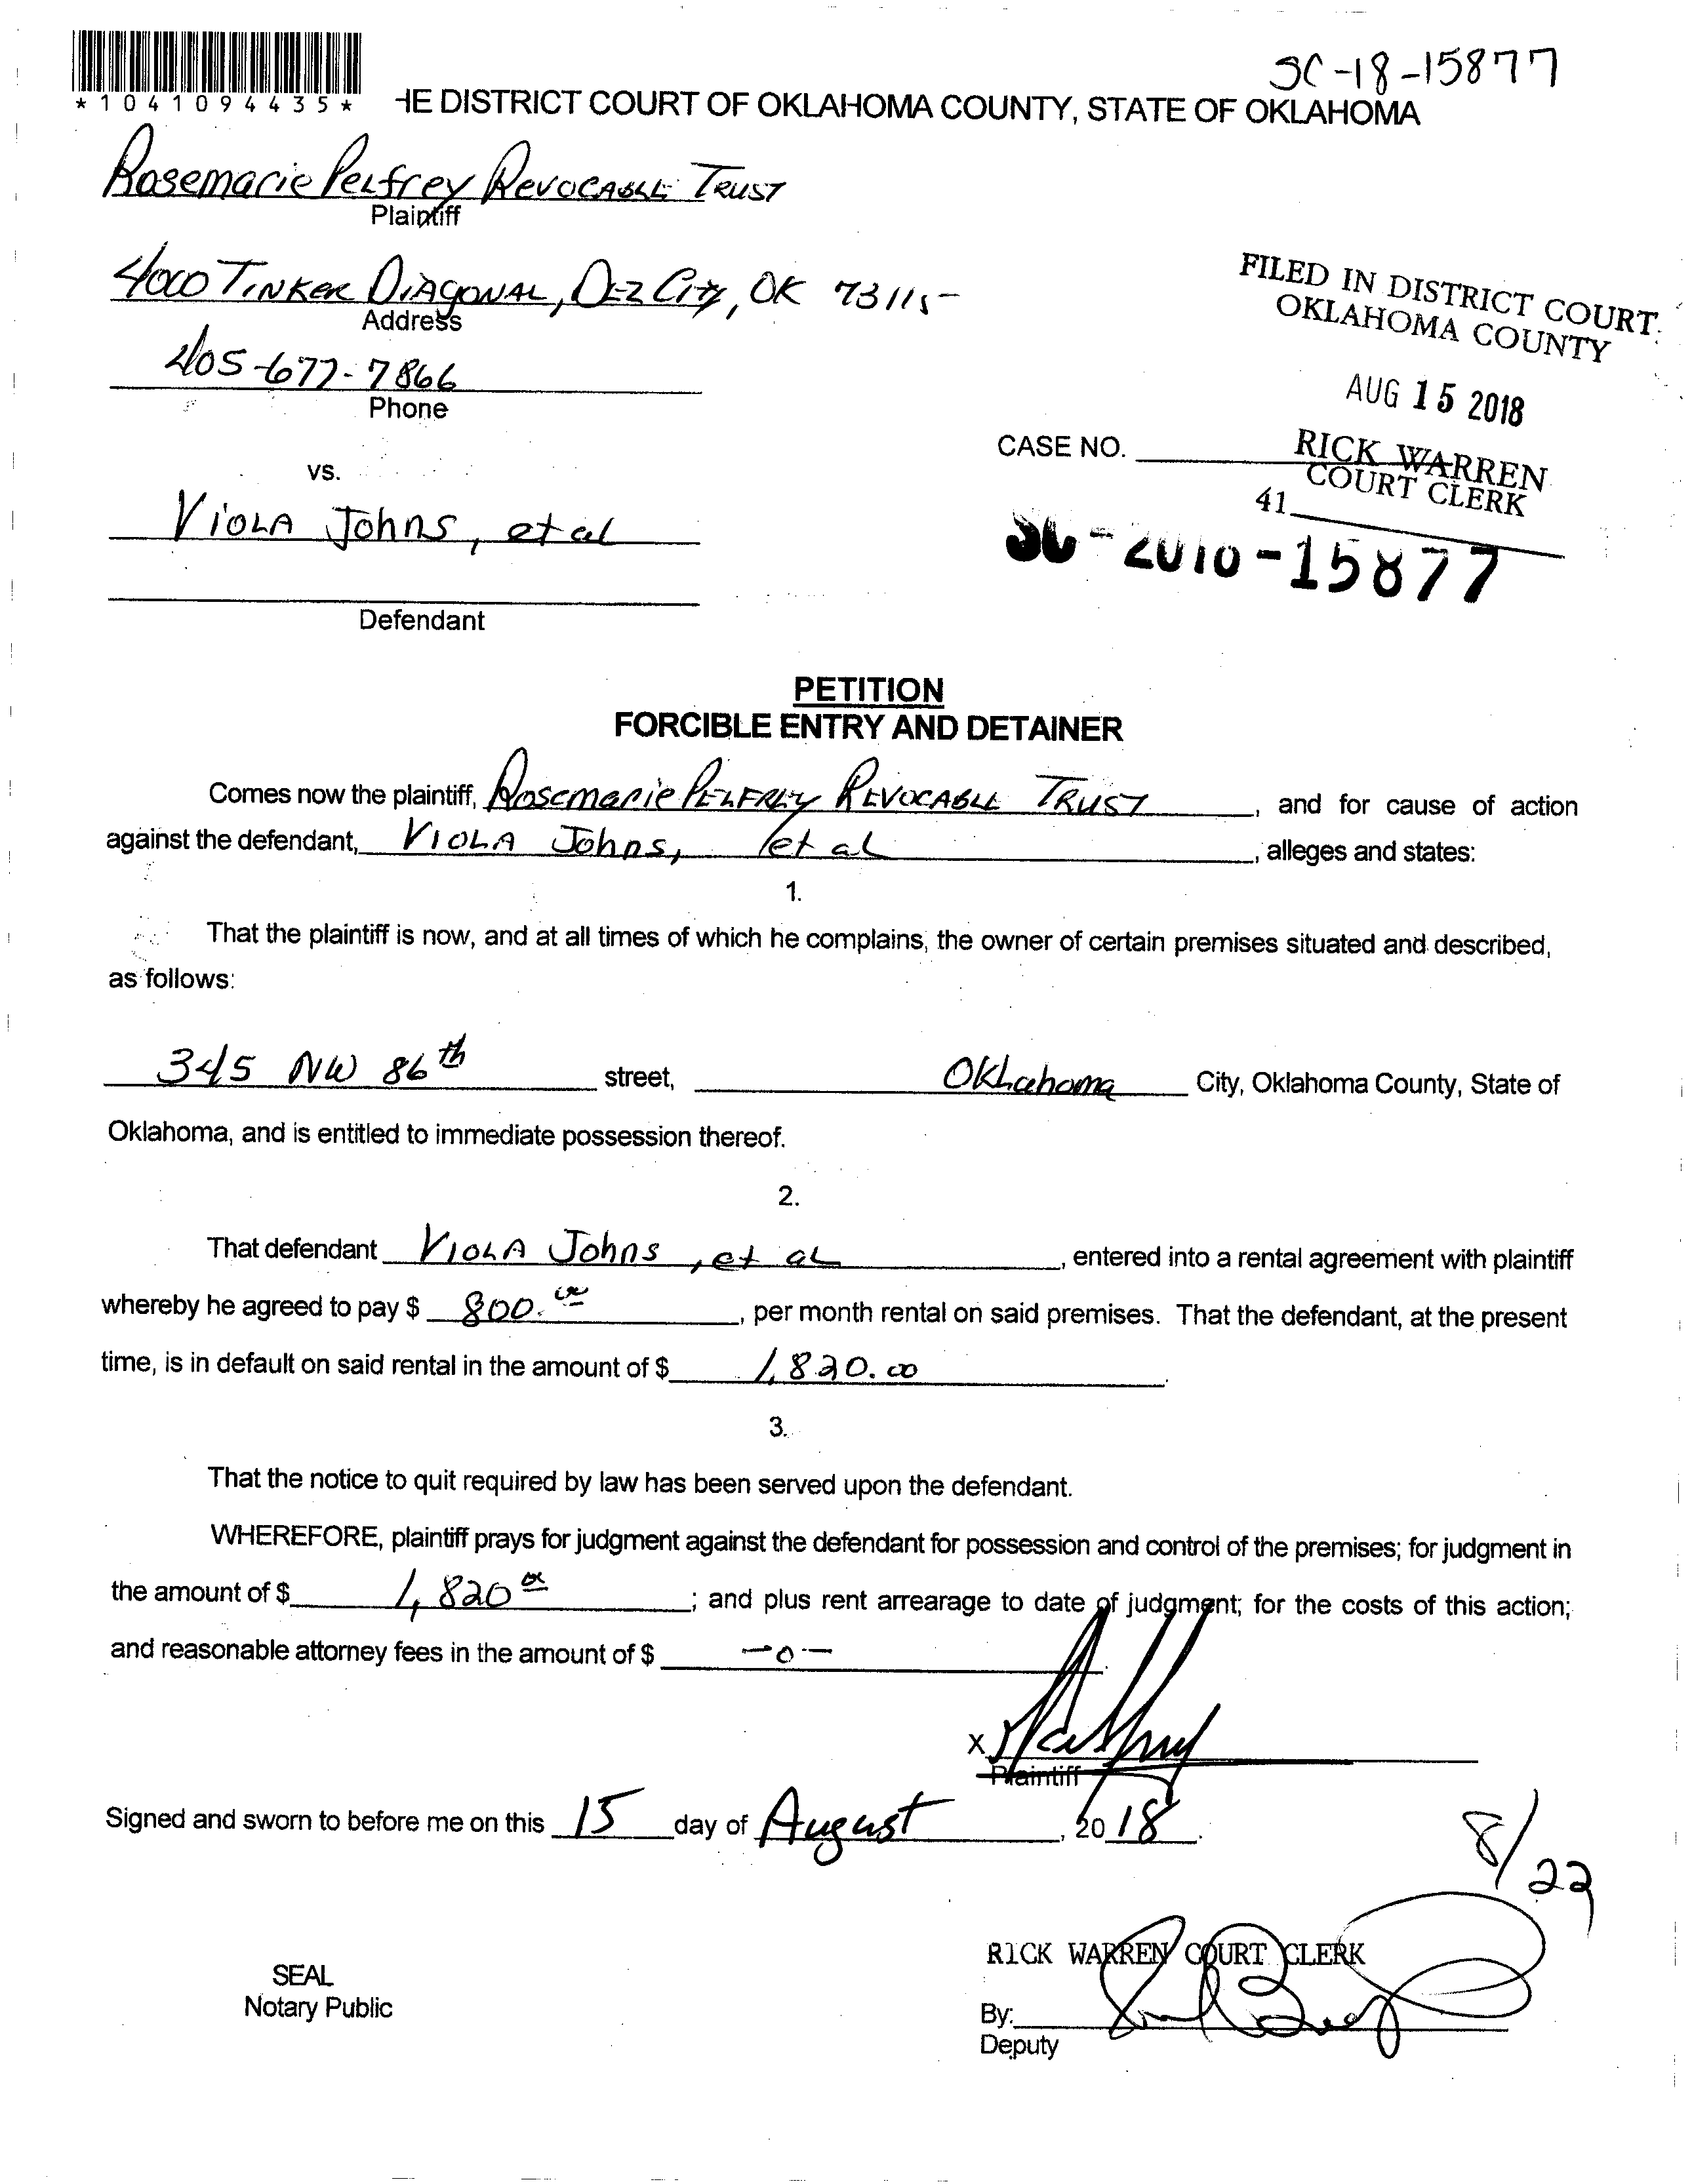 SC-18-15877
*1041094435*
HE DISTRICT COURT OF OKLAHOMA COUNTY, STATE OF OKLAHOMA
Rosemarie Pelfrey Revocable Trust
Plaintiff
4000 Tinker Diagonal, Del City, OK 73115
Address
405-677-7866
Phone
FILED IN DISTRICT COURT
OKLAHOMA COUNTY
AUG 15 2018
RICK WARREN
COURT CLERK
41
CASE NO.
vs.
Viola Johns, et al
SC-2018-15877
Defendant
PETITION
FORCIBLE ENTRY AND DETAINER
Comes now the plaintiff, Rosemarie Pelfrey Revocable Trust, and for cause of action
against the defendant, Viola Johns, et al, alleges and states:
1.
That the plaintiff is now, and at all times of which he complains, the owner of certain premises situated and described,
as follows:
345 NW 86th street, Oklahoma City, Oklahoma County, State of
Oklahoma, and is entitled to immediate possession thereof.
2.
That defendant Viola Johns, et al, entered into a rental agreement with plaintiff
whereby he agreed to pay $ 800.00, per month rental on said premises. That the defendant, at the present
time, is in default on said rental in the amount of $ 1,820.00.
3.
That the notice to quit required by law has been served upon the defendant.
WHEREFORE, plaintiff prays for judgment against the defendant for possession and control of the premises; for judgment in
the amount of $ 1,820 00; and plus rent arrearage to date of judgment; for the costs of this action;
and reasonable attorney fees in the amount of $ -0-.
X
Plaintiff
Signed and sworn to before me on this 15 day of August, 2018.
8/22
RICK WARREN COURT CLERK
SEAL
Notary Public
By:
Deputy